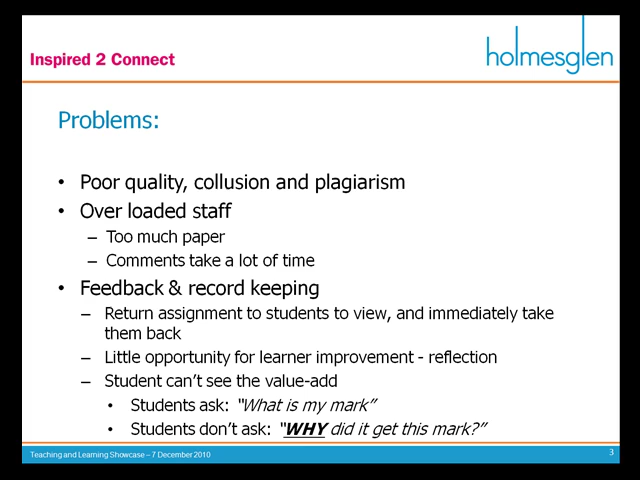 Inspired 2 Connect
holmesglen
Problems:
• Poor quality, collusion and plagiarism
• Over loaded staff
– Too much paper
– Comments take a lot of time
• Feedback & record keeping
– Return assignment to students to view, and immediately take
them back
– Little opportunity for learner improvement - reflection
– Student can't see the value-add
• Students ask: "What is my mark"
• Students don't ask: "WHY did it get this mark?"
Teaching and Learning Showcase – 7 December 2010
3